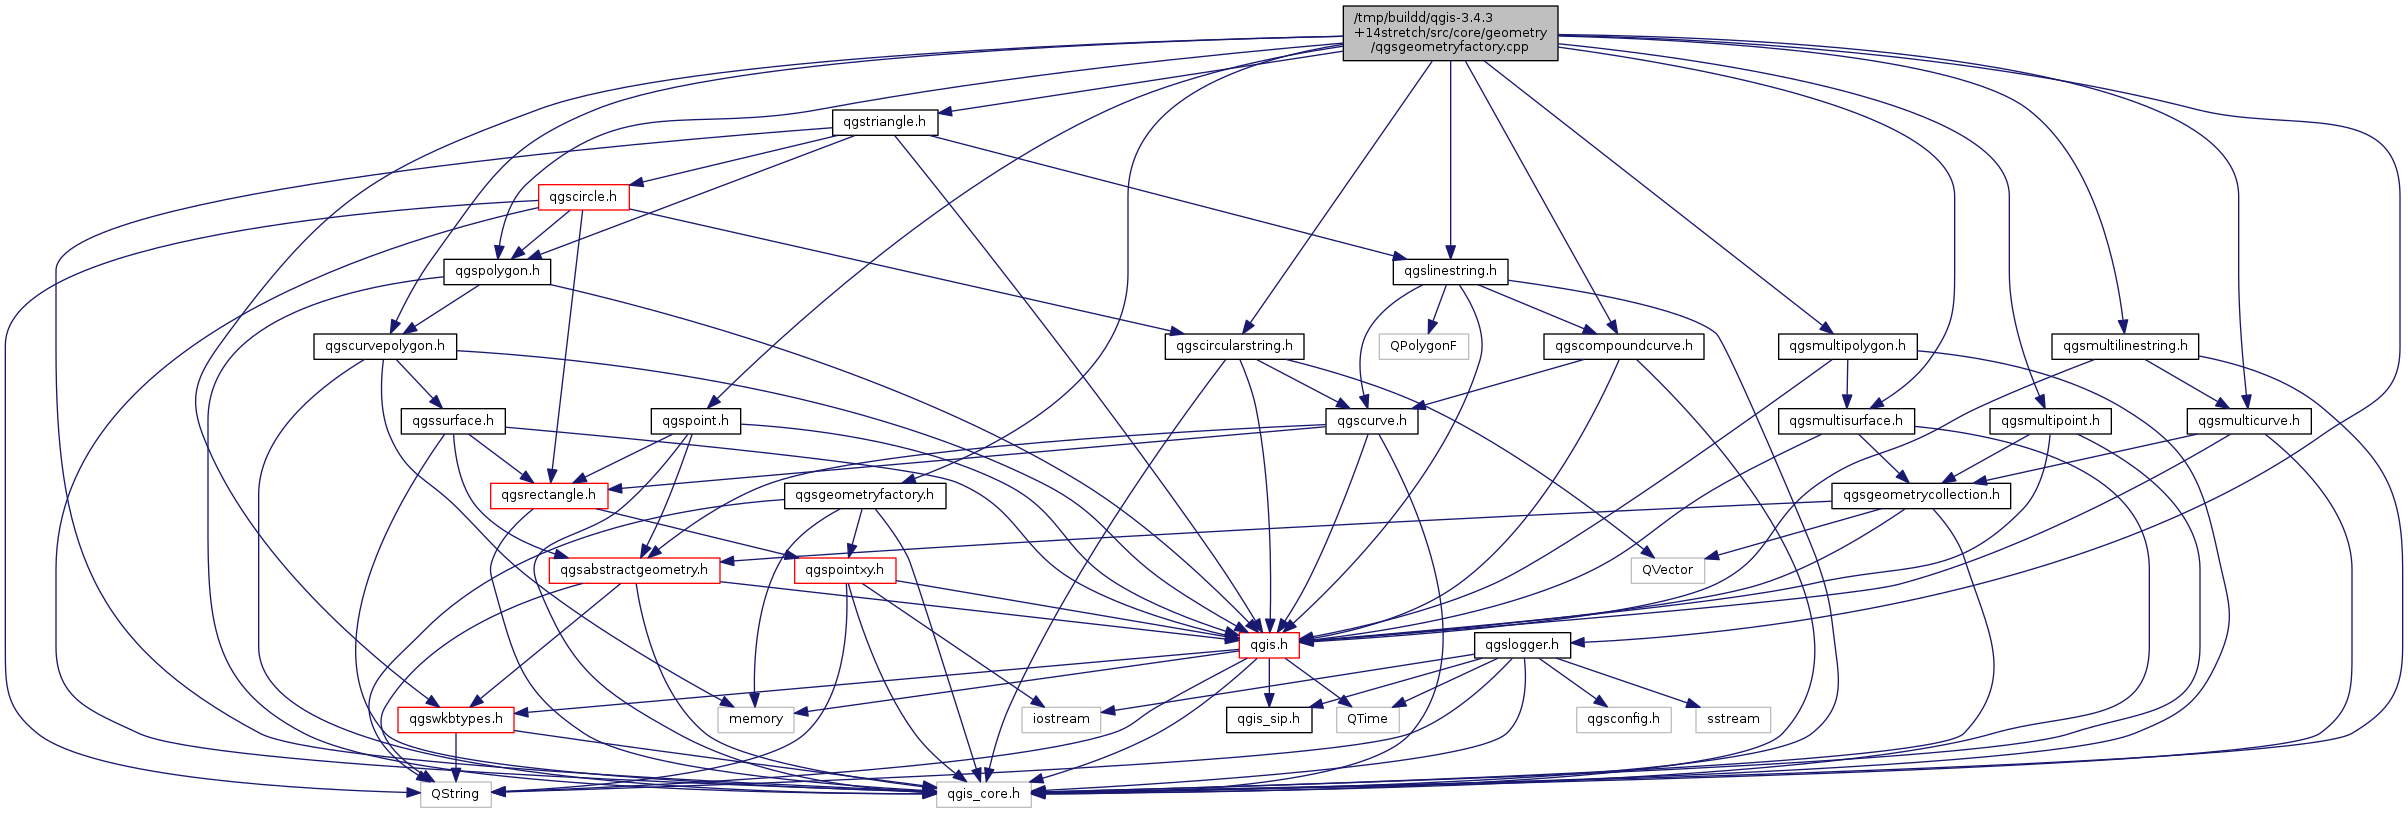 /tmp/buildd/qgis-3.4.3
+14stretch/src/core/geometry
/qgsgeometryfactory.cpp
qgstriangle.h
qgscircle.h
qgspolygon.h
qgslinestring.h
qgscurvepolygon.h
qgscircularstring.h
QPolygonF
qgscompoundcurve.h
qgsmultipolygon.h
qgsmultilinestring.h
qgssurface.h
qgspoint.h
qgscurve.h
qgsmultisurface.h
qgsmultipoint.h
qgsmulticurve.h
qgsrectangle.h
qgsgeometryfactory.h
qgsgeometrycollection.h
qgsabstractgeometry.h
qgspointxy.h
QVector
qgis.h
qgslogger.h
qgswkbtypes.h
memory
iostream
qgis_sip.h
QTime
qgsconfig.h
sstream
QString
qgis_core.h